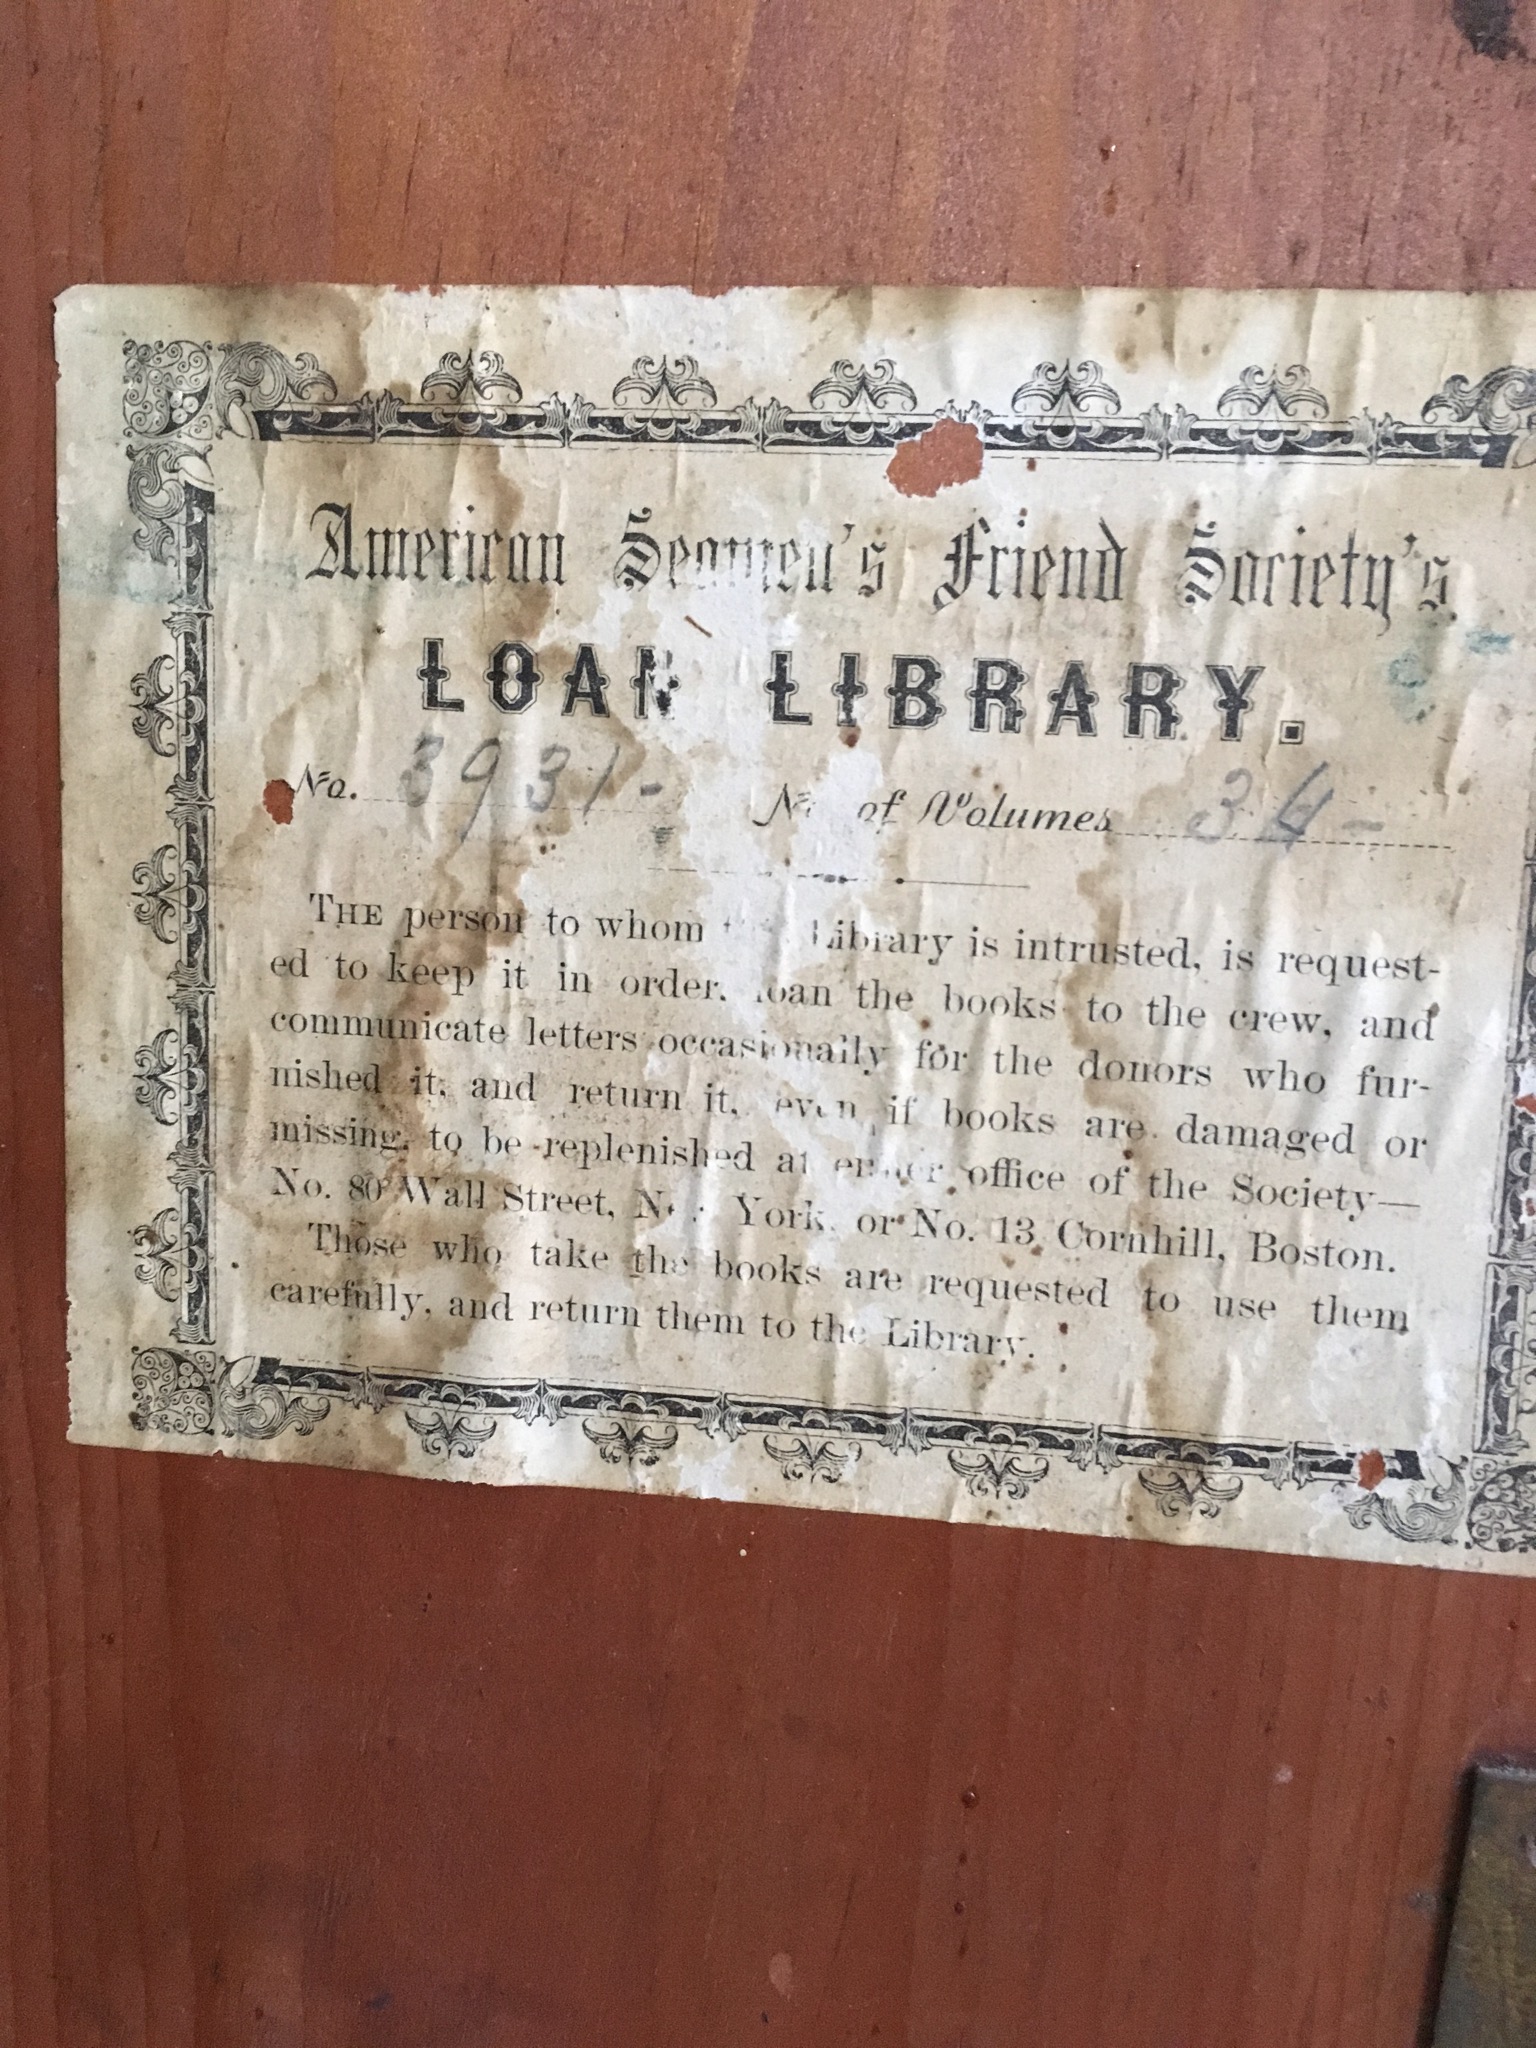 American Seamen's Friend Society's
LOAN LIBRARY.
No. 3931- No of Volumes 34-
THE person to whom Library is intrusted, is request-
ed to keep it in order, loan the books to the crew, and
communicate letters occasionally for the donors who fur-
nished it, and return it, even if books are damaged or
missing, to be replenished at either office of the Society—
No. 80 Wall Street, New York, or No. 13 Cornhill, Boston.
Those who take the books are requested to use them
carefully, and return them to the Library.